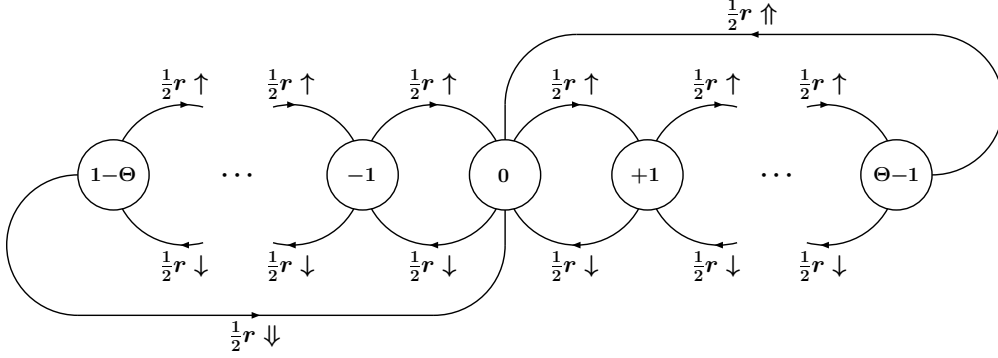 ½r ⇑
½r ↑ ½r ↑ ½r ↑ ½r ↑ ½r ↑ ½r ↑
1−Θ ⋯ −1 0 +1 ⋯ Θ−1
½r ↓ ½r ↓ ½r ↓ ½r ↓ ½r ↓ ½r ↓
½r ⇓